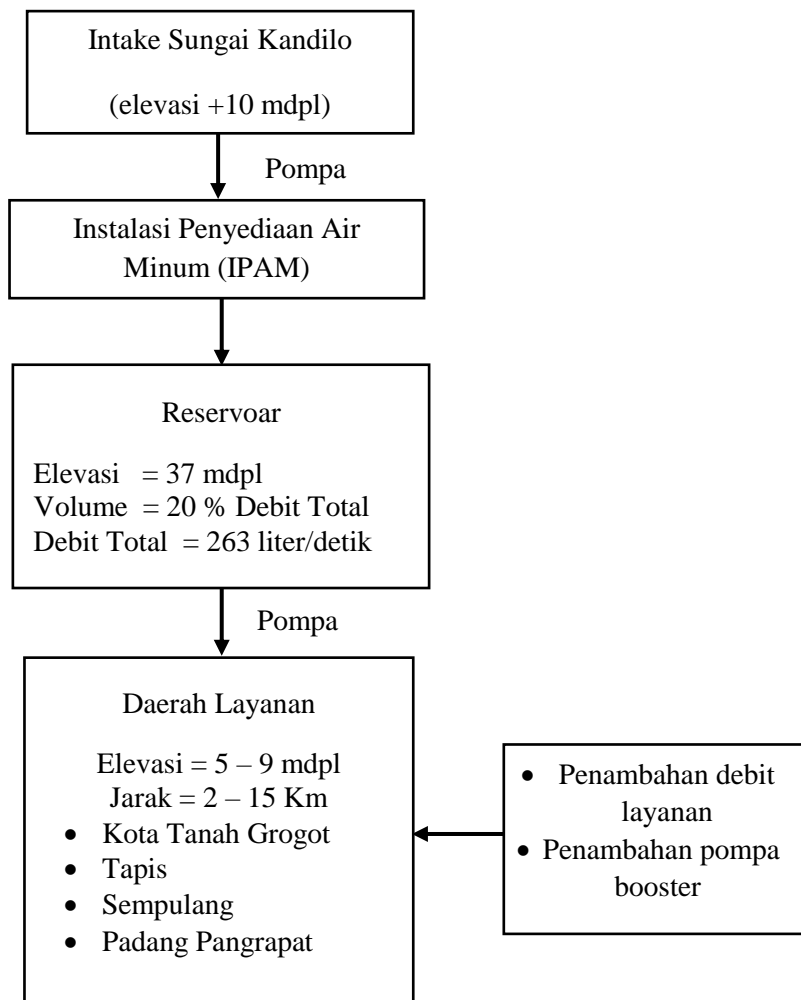 Intake Sungai Kandilo
(elevasi +10 mdpl)
Pompa
Instalasi Penyediaan Air
Minum (IPAM)
Reservoar
Elevasi = 37 mdpl
Volume = 20 % Debit Total
Debit Total = 263 liter/detik
Pompa
Daerah Layanan
Elevasi = 5 – 9 mdpl
Jarak = 2 – 15 Km
• Kota Tanah Grogot
• Tapis
• Sempulang
• Padang Pangrapat
• Penambahan debit
layanan
• Penambahan pompa
booster